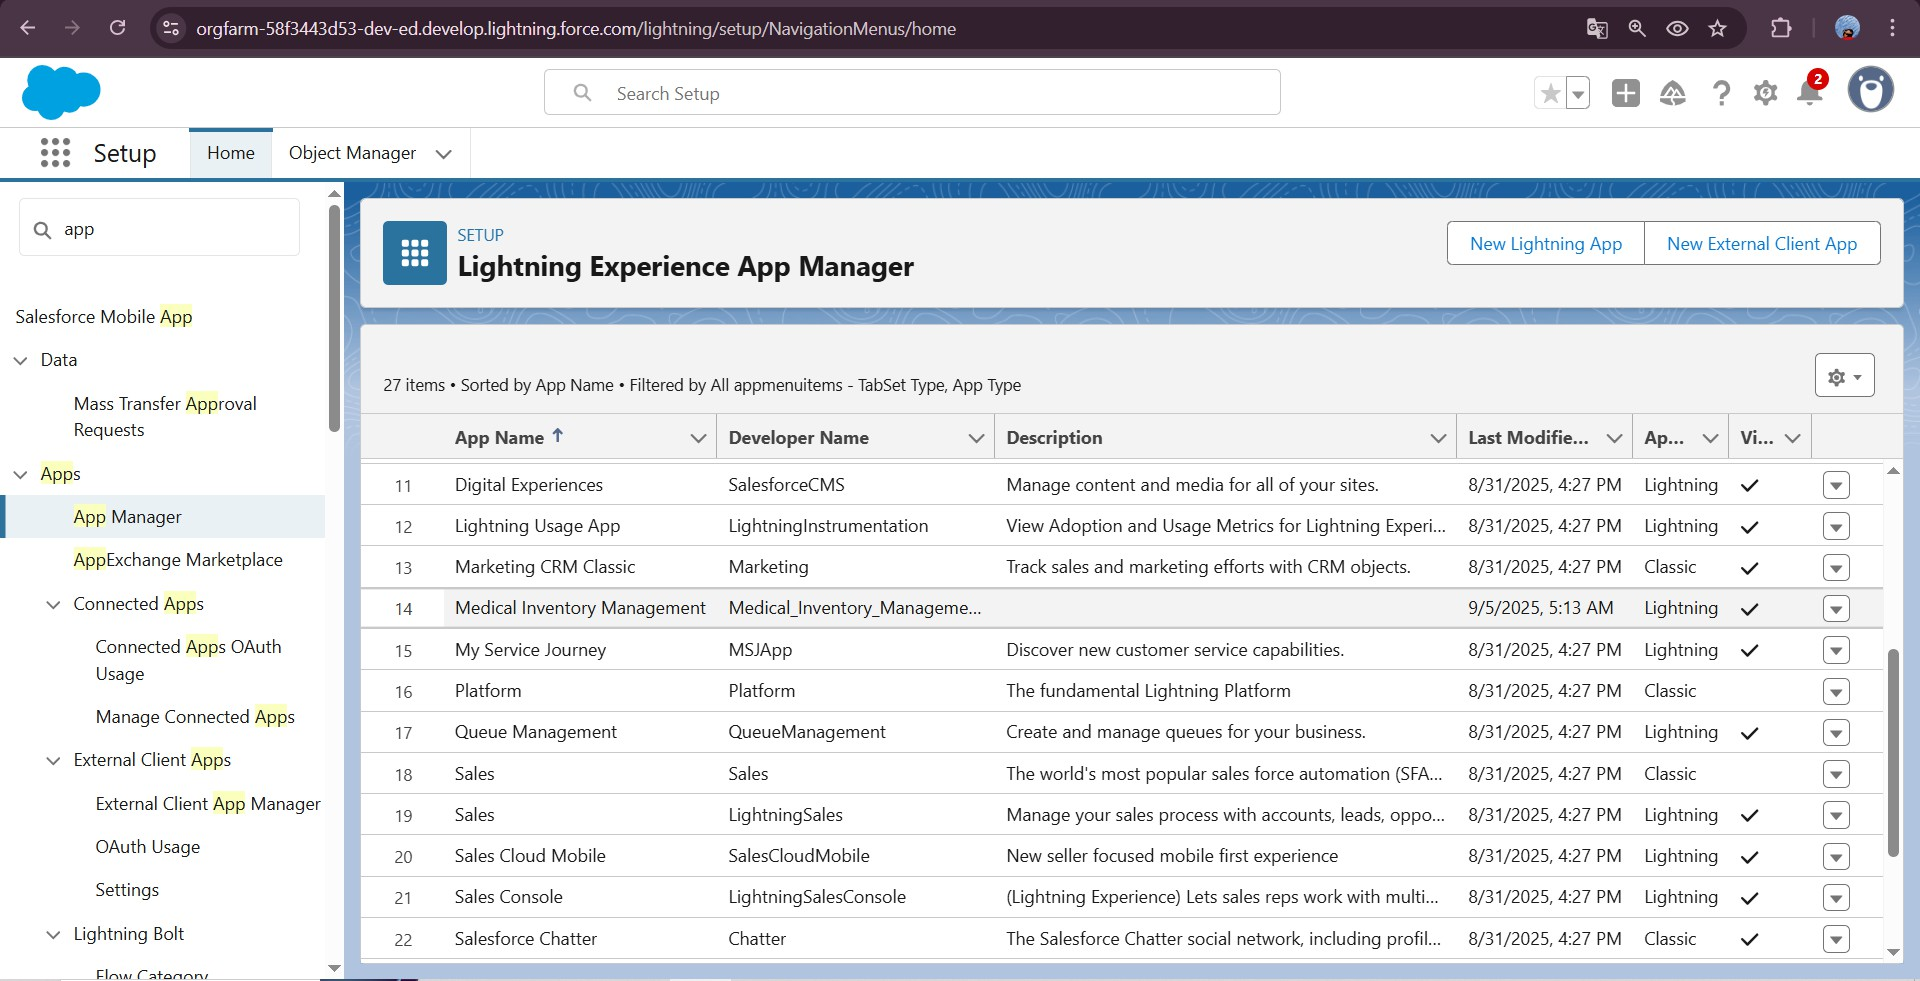 orgfarm-58f3443d53-dev-ed.develop.lightning.force.com/lightning/setup/NavigationMenus/home
Search Setup
2
Setup
Home
Object Manager
app
Salesforce Mobile App
Data
Mass Transfer Approval
Requests
Apps
App Manager
AppExchange Marketplace
Connected Apps
Connected Apps OAuth
Usage
Manage Connected Apps
External Client Apps
External Client App Manager
OAuth Usage
Settings
Lightning Bolt
Flow Category
SETUP
Lightning Experience App Manager
New Lightning App
New External Client App
27 items • Sorted by App Name • Filtered by All appmenuitems - TabSet Type, App Type
App Name Developer Name Description Last Modifie... Ap... Vi...
11 Digital Experiences SalesforceCMS Manage content and media for all of your sites. 8/31/2025, 4:27 PM Lightning
12 Lightning Usage App LightningInstrumentation View Adoption and Usage Metrics for Lightning Experi... 8/31/2025, 4:27 PM Lightning
13 Marketing CRM Classic Marketing Track sales and marketing efforts with CRM objects. 8/31/2025, 4:27 PM Classic
14 Medical Inventory Management Medical_Inventory_Manageme... 9/5/2025, 5:13 AM Lightning
15 My Service Journey MSJApp Discover new customer service capabilities. 8/31/2025, 4:27 PM Lightning
16 Platform Platform The fundamental Lightning Platform 8/31/2025, 4:27 PM Classic
17 Queue Management QueueManagement Create and manage queues for your business. 8/31/2025, 4:27 PM Lightning
18 Sales Sales The world's most popular sales force automation (SFA... 8/31/2025, 4:27 PM Classic
19 Sales LightningSales Manage your sales process with accounts, leads, oppo... 8/31/2025, 4:27 PM Lightning
20 Sales Cloud Mobile SalesCloudMobile New seller focused mobile first experience 8/31/2025, 4:27 PM Lightning
21 Sales Console LightningSalesConsole (Lightning Experience) Lets sales reps work with multi... 8/31/2025, 4:27 PM Lightning
22 Salesforce Chatter Chatter The Salesforce Chatter social network, including profil... 8/31/2025, 4:27 PM Classic